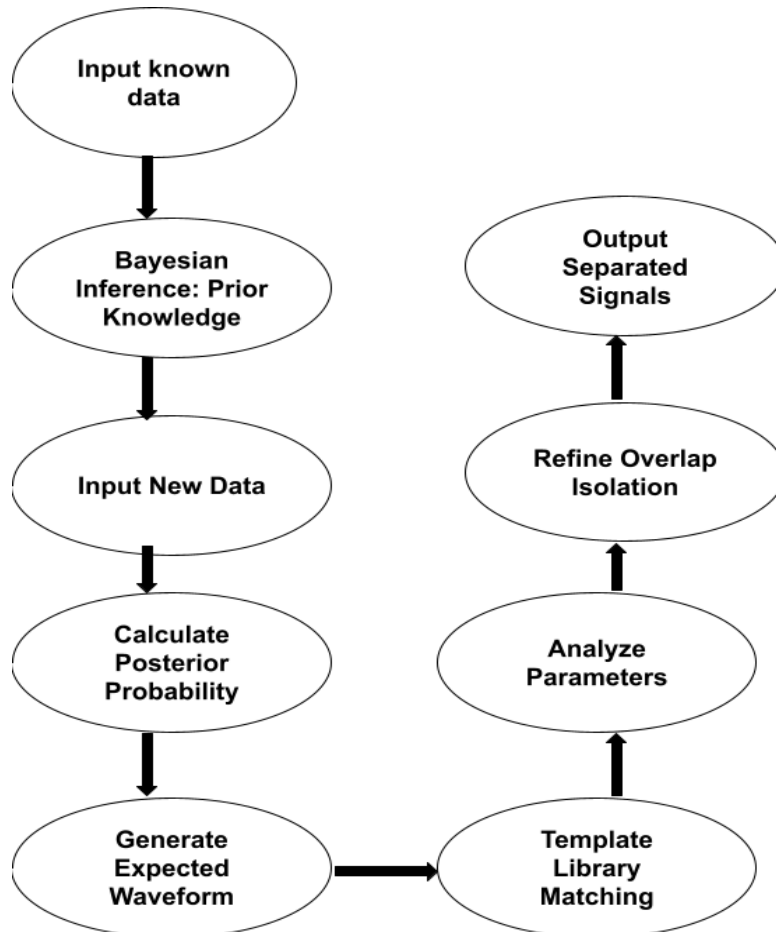 Input known
data
Bayesian
Inference: Prior
Knowledge
Input New Data
Calculate
Posterior
Probability
Generate
Expected
Waveform
Template
Library
Matching
Analyze
Parameters
Refine Overlap
Isolation
Output
Separated
Signals